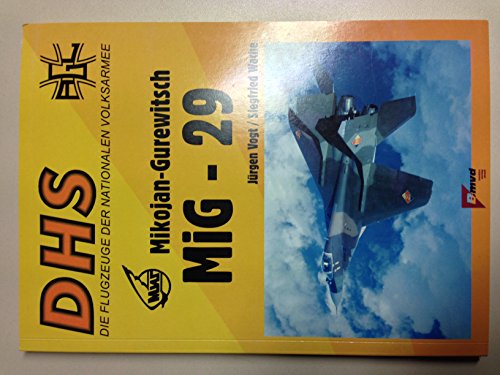 DHS
DIE FLUGZEUGE DER NATIONALEN VOLKSARMEE
Mikojan-Gurewitsch
MiG - 29
Jürgen Vogt / Siegfried Wache